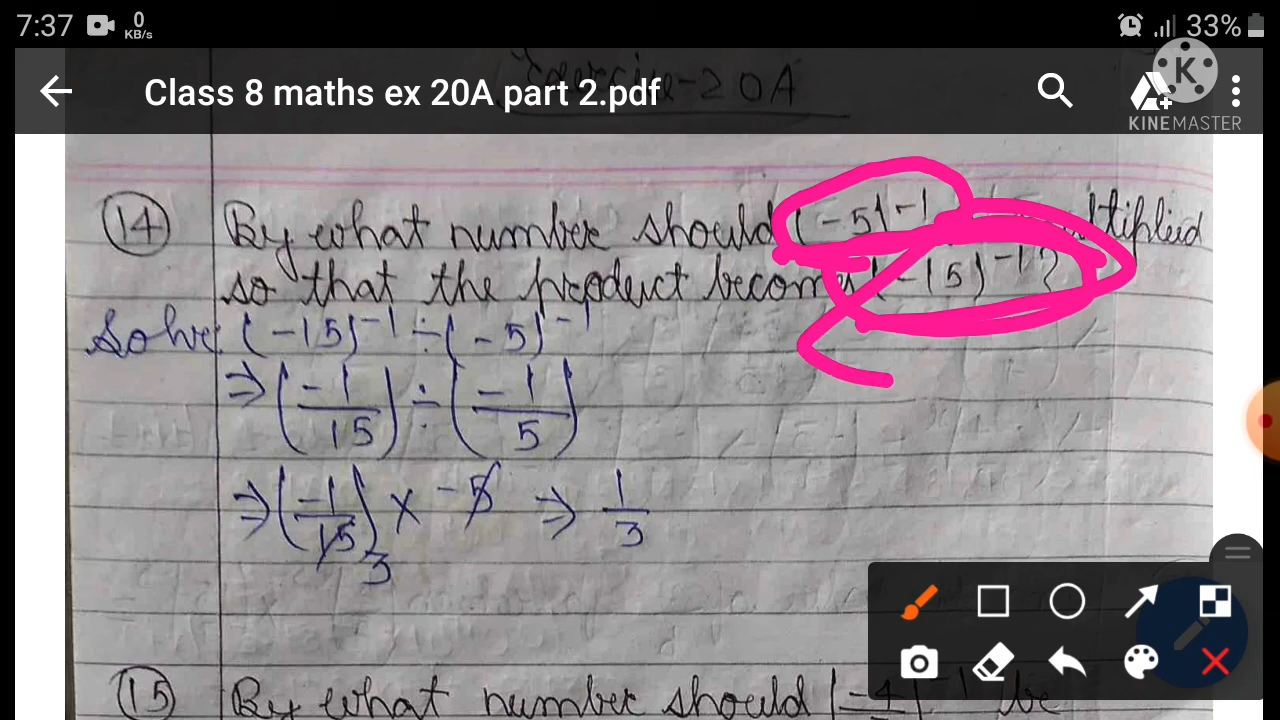 7:37 0 KB/s 33%
Class 8 maths ex 20A part 2.pdf
K
KINEMASTER
Exercise-20A
14 By what number should (-5)-1 multiplied
so that the product becomes (-15)-1?
Solve (-15)-1 ÷ (-5)-1
⇒ (-1/15) ÷ (-1/5)
⇒ (-1/15) 3 × -5 ⇒ 1/3
15 By what number should -1 be